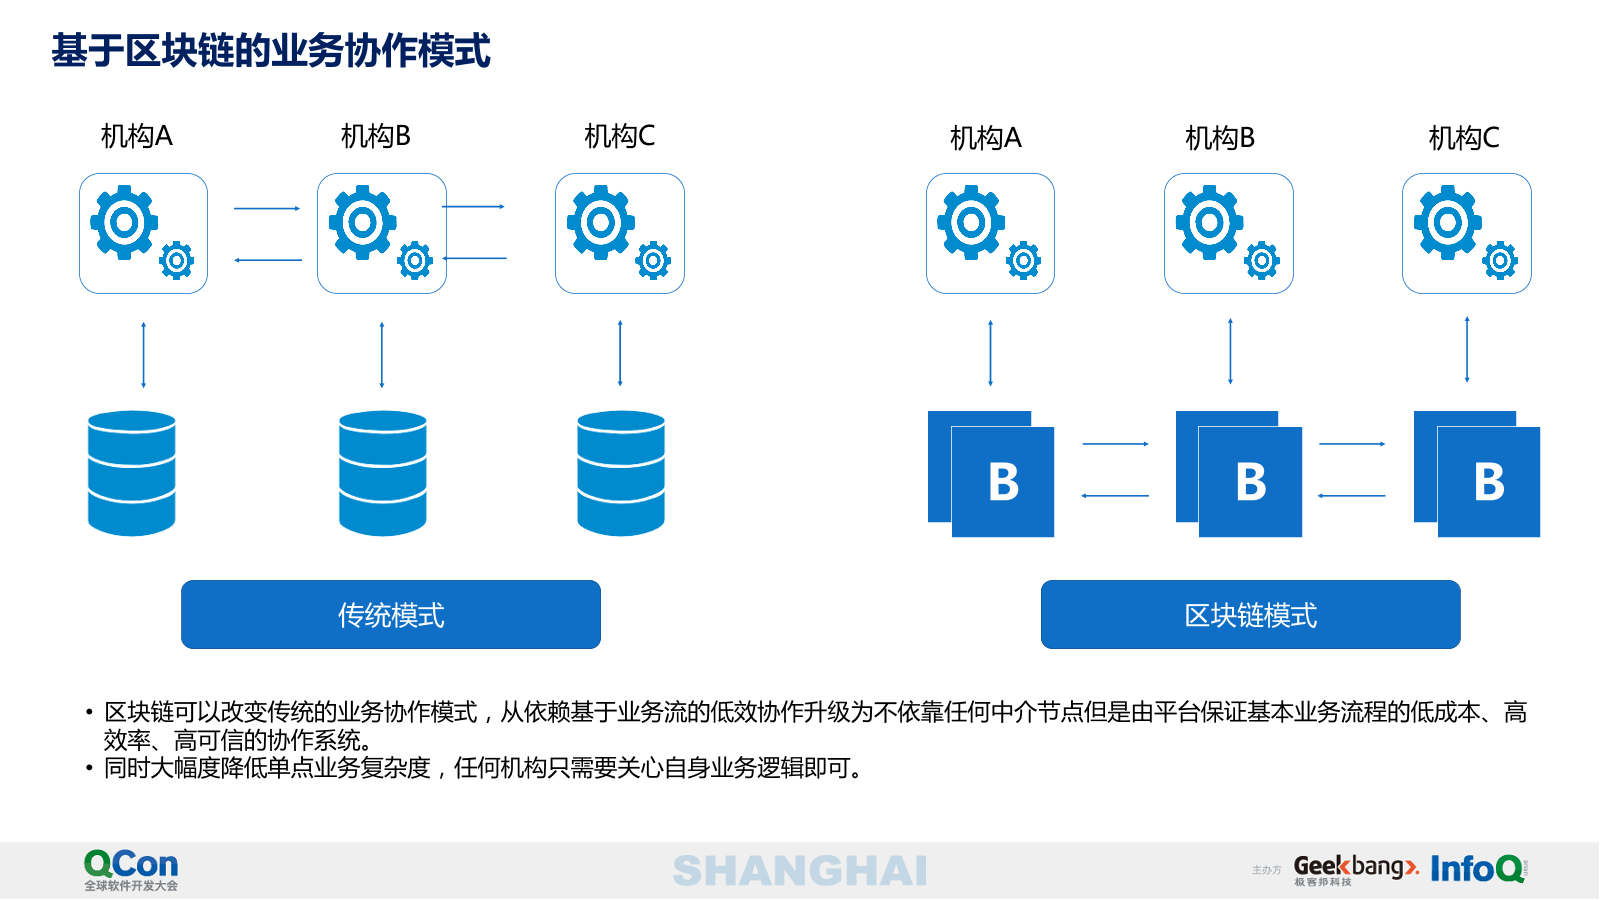 基于区块链的业务协作模式
机构A
机构B
机构C
机构A
机构B
机构C
B
B
B
传统模式
区块链模式
• 区块链可以改变传统的业务协作模式，从依赖基于业务流的低效协作升级为不依靠任何中介节点但是由平台保证基本业务流程的低成本、高
效率、高可信的协作系统。
• 同时大幅度降低单点业务复杂度，任何机构只需要关心自身业务逻辑即可。
QCon
全球软件开发大会
SHANGHAI
主办方
Geekbang
极客邦科技
InfoQ